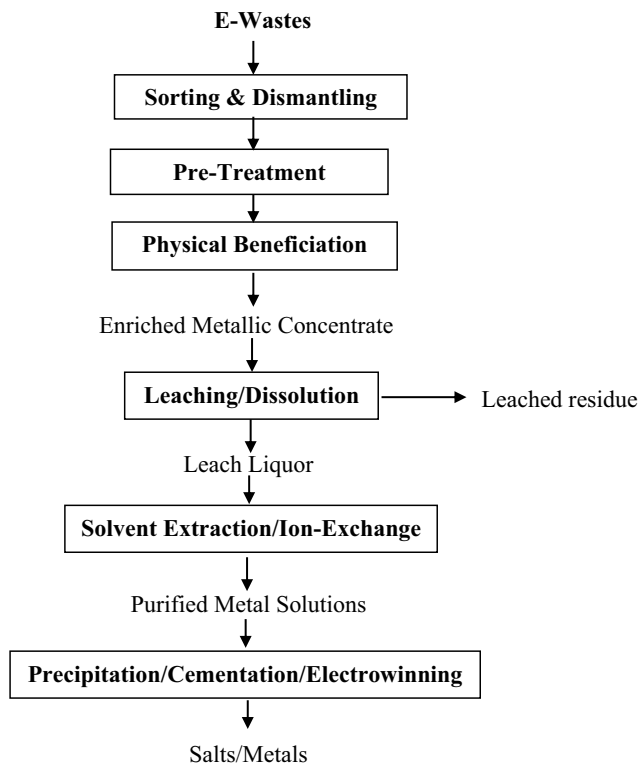 E-Wastes
Sorting & Dismantling
Pre-Treatment
Physical Beneficiation
Enriched Metallic Concentrate
Leaching/Dissolution
Leached residue
Leach Liquor
Solvent Extraction/Ion-Exchange
Purified Metal Solutions
Precipitation/Cementation/Electrowinning
Salts/Metals